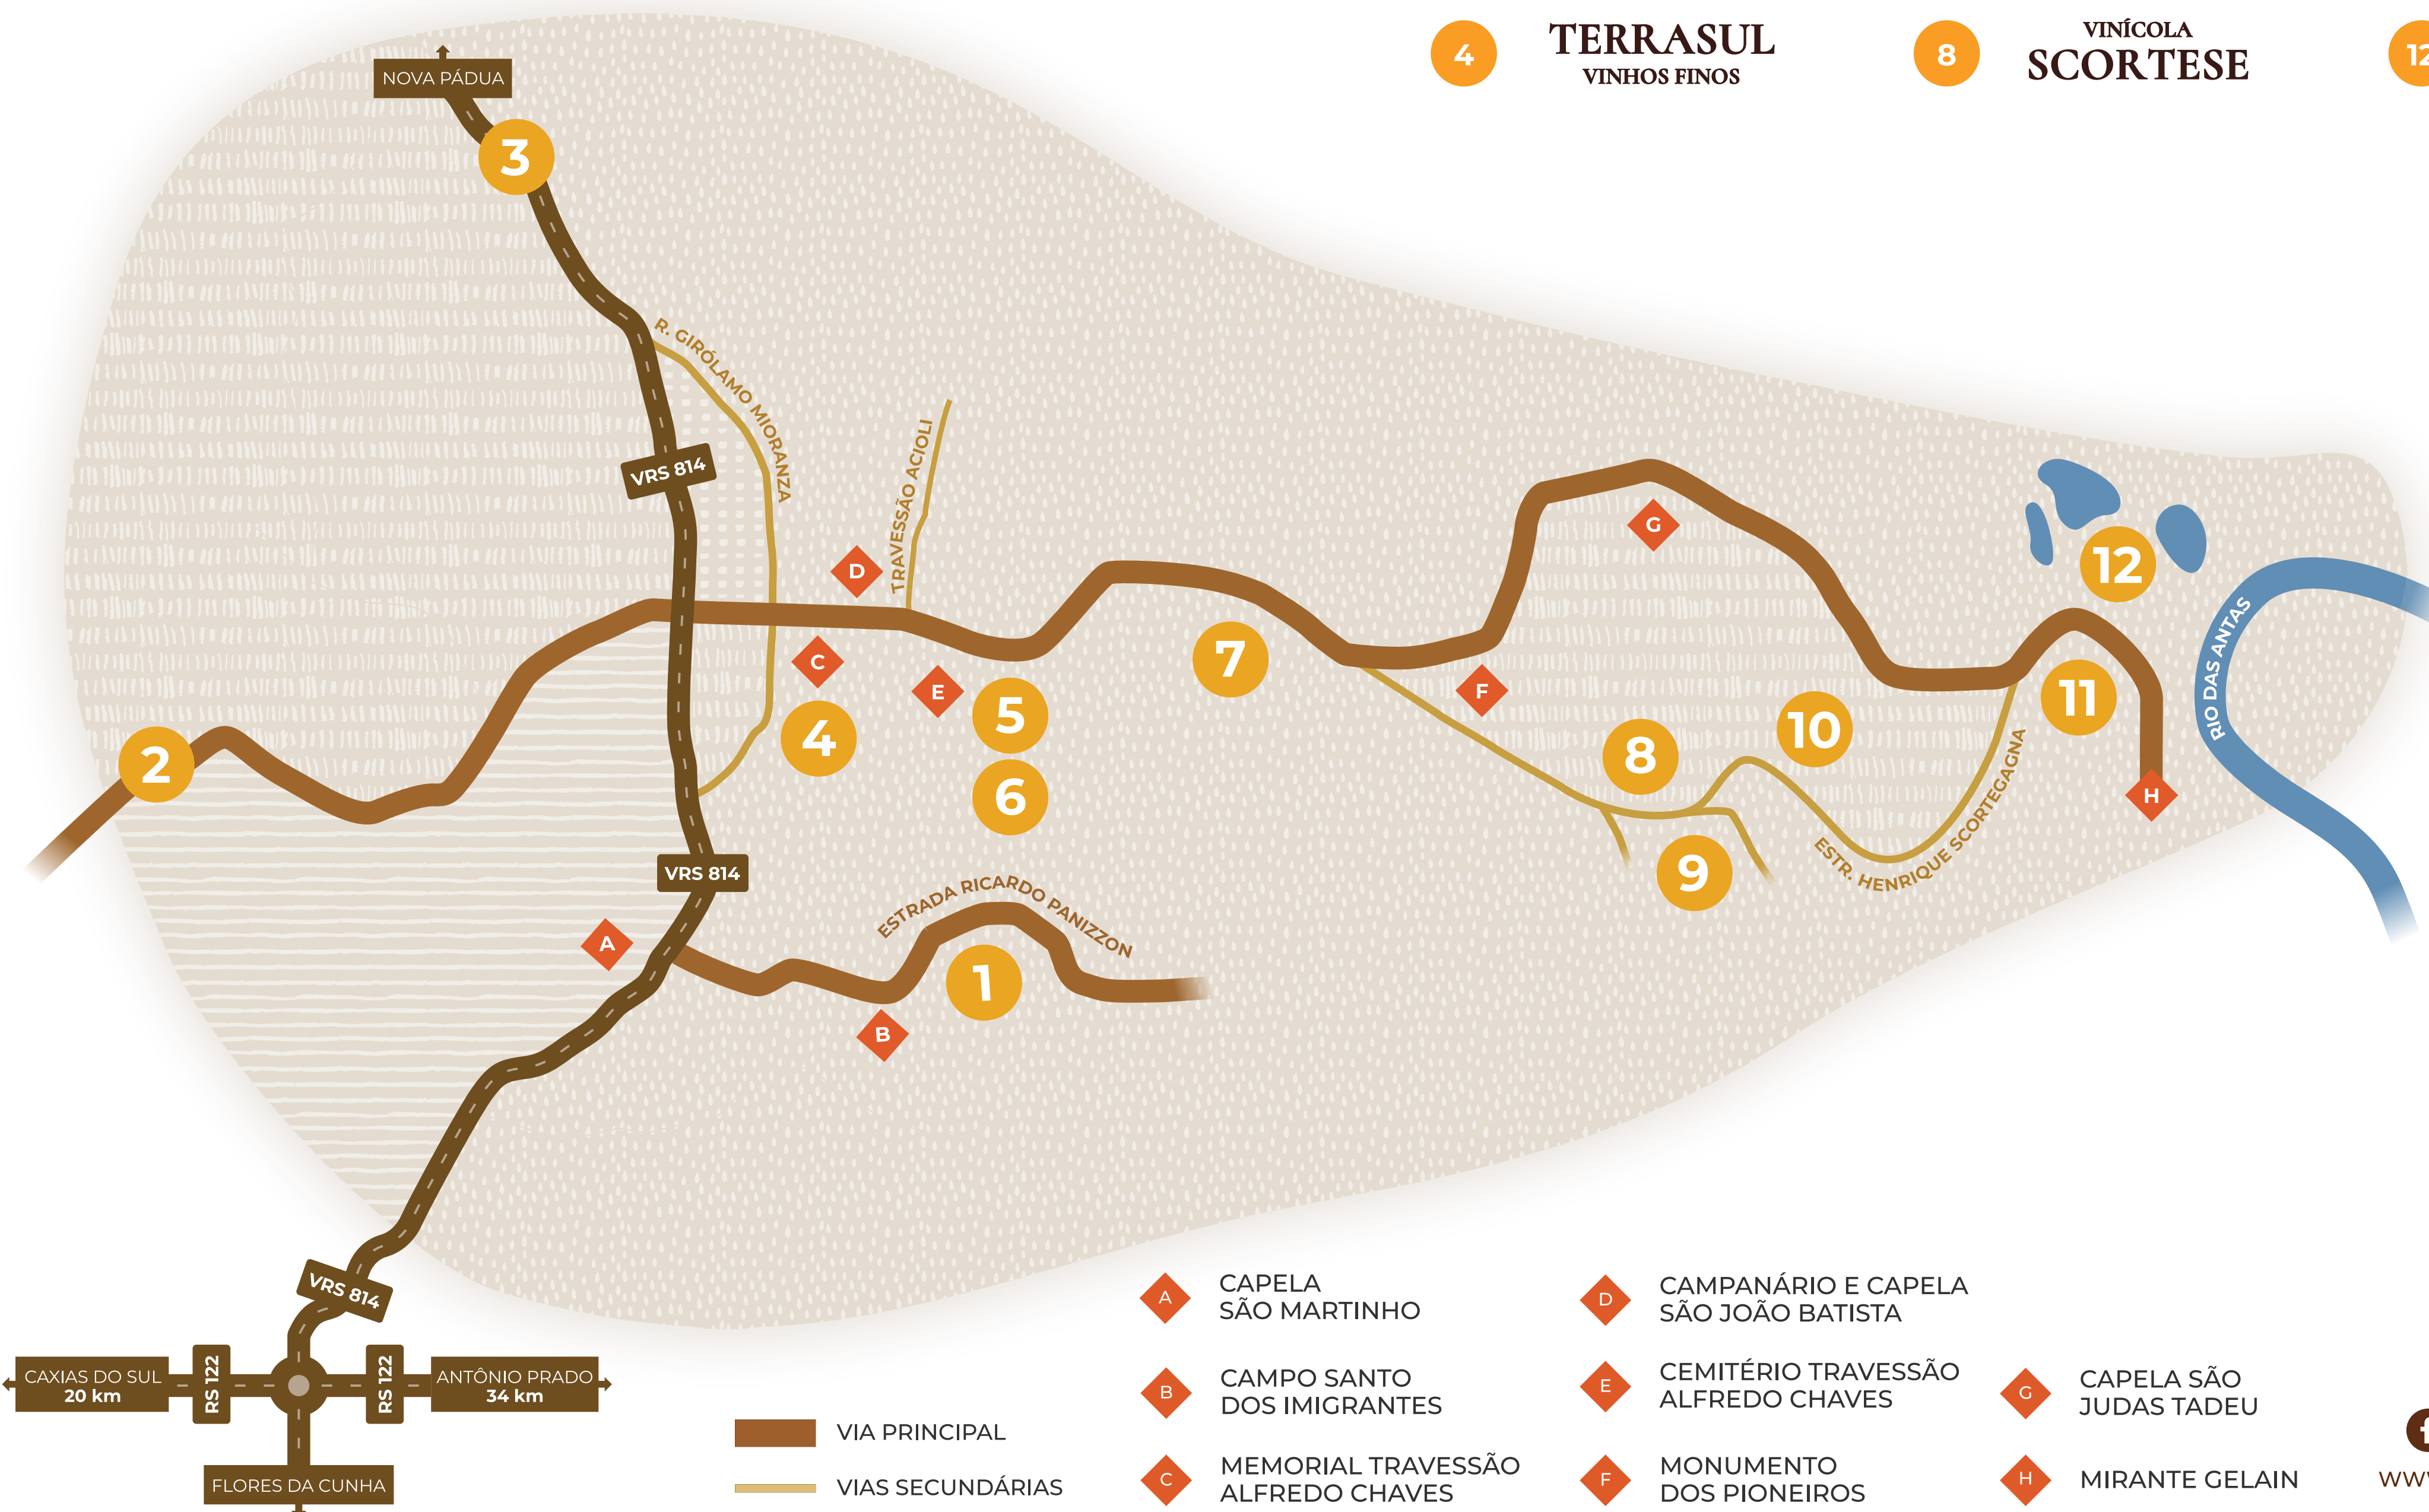 4
TERRASUL
VINHOS FINOS
8
VINÍCOLA
SCORTESE
12
NOVA PÁDUA
3
R. GIRÓLAMO MIORANZA
VRS 814
TRAVESSÃO ACIOLI
D
G
12
C
E
7
F
11
RIO DAS ANTAS
2
4
5
6
8
10
H
VRS 814
9
ESTR. HENRIQUE SCORTEGAGNA
A
ESTRADA RICARDO PANIZZON
1
B
VRS 814
CAXIAS DO SUL
20 km
RS 122
RS 122
ANTÔNIO PRADO
34 km
FLORES DA CUNHA
VIA PRINCIPAL
VIAS SECUNDÁRIAS
A
CAPELA
SÃO MARTINHO
B
CAMPO SANTO
DOS IMIGRANTES
C
MEMORIAL TRAVESSÃO
ALFREDO CHAVES
D
CAMPANÁRIO E CAPELA
SÃO JOÃO BATISTA
E
CEMITÉRIO TRAVESSÃO
ALFREDO CHAVES
F
MONUMENTO
DOS PIONEIROS
G
CAPELA SÃO
JUDAS TADEU
H
MIRANTE GELAIN